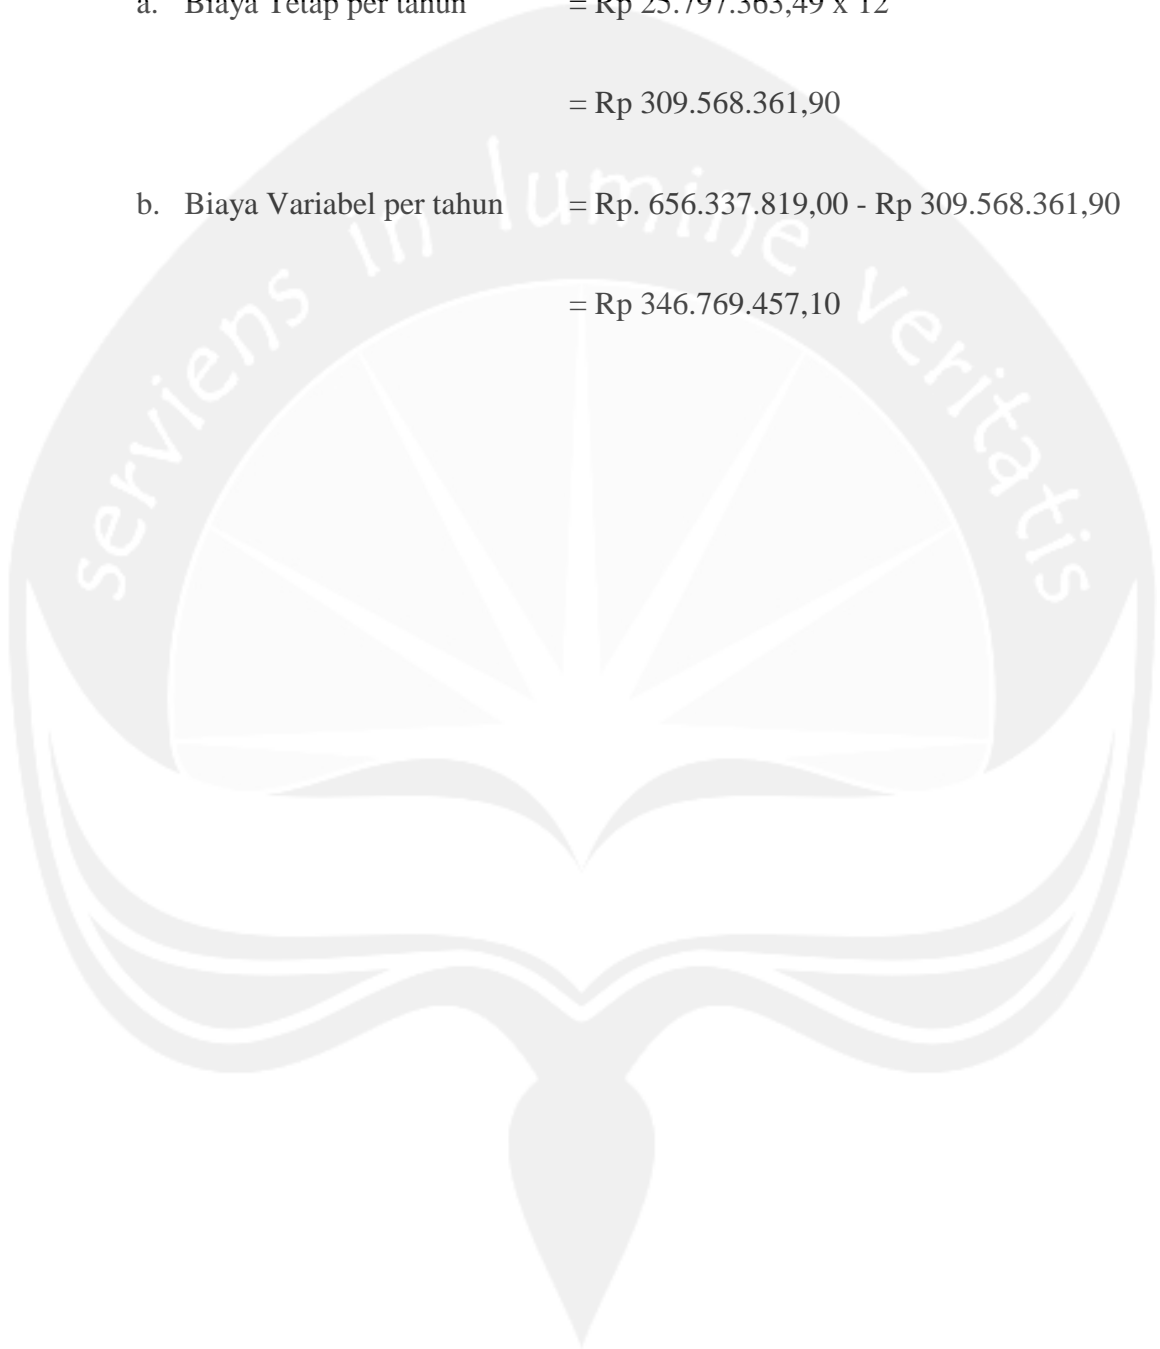 a. Biaya Tetap per tahun = Rp 25.797.363,49 x 12
= Rp 309.568.361,90
b. Biaya Variabel per tahun = Rp. 656.337.819,00 - Rp 309.568.361,90
= Rp 346.769.457,10
serviens in lumine veritatis